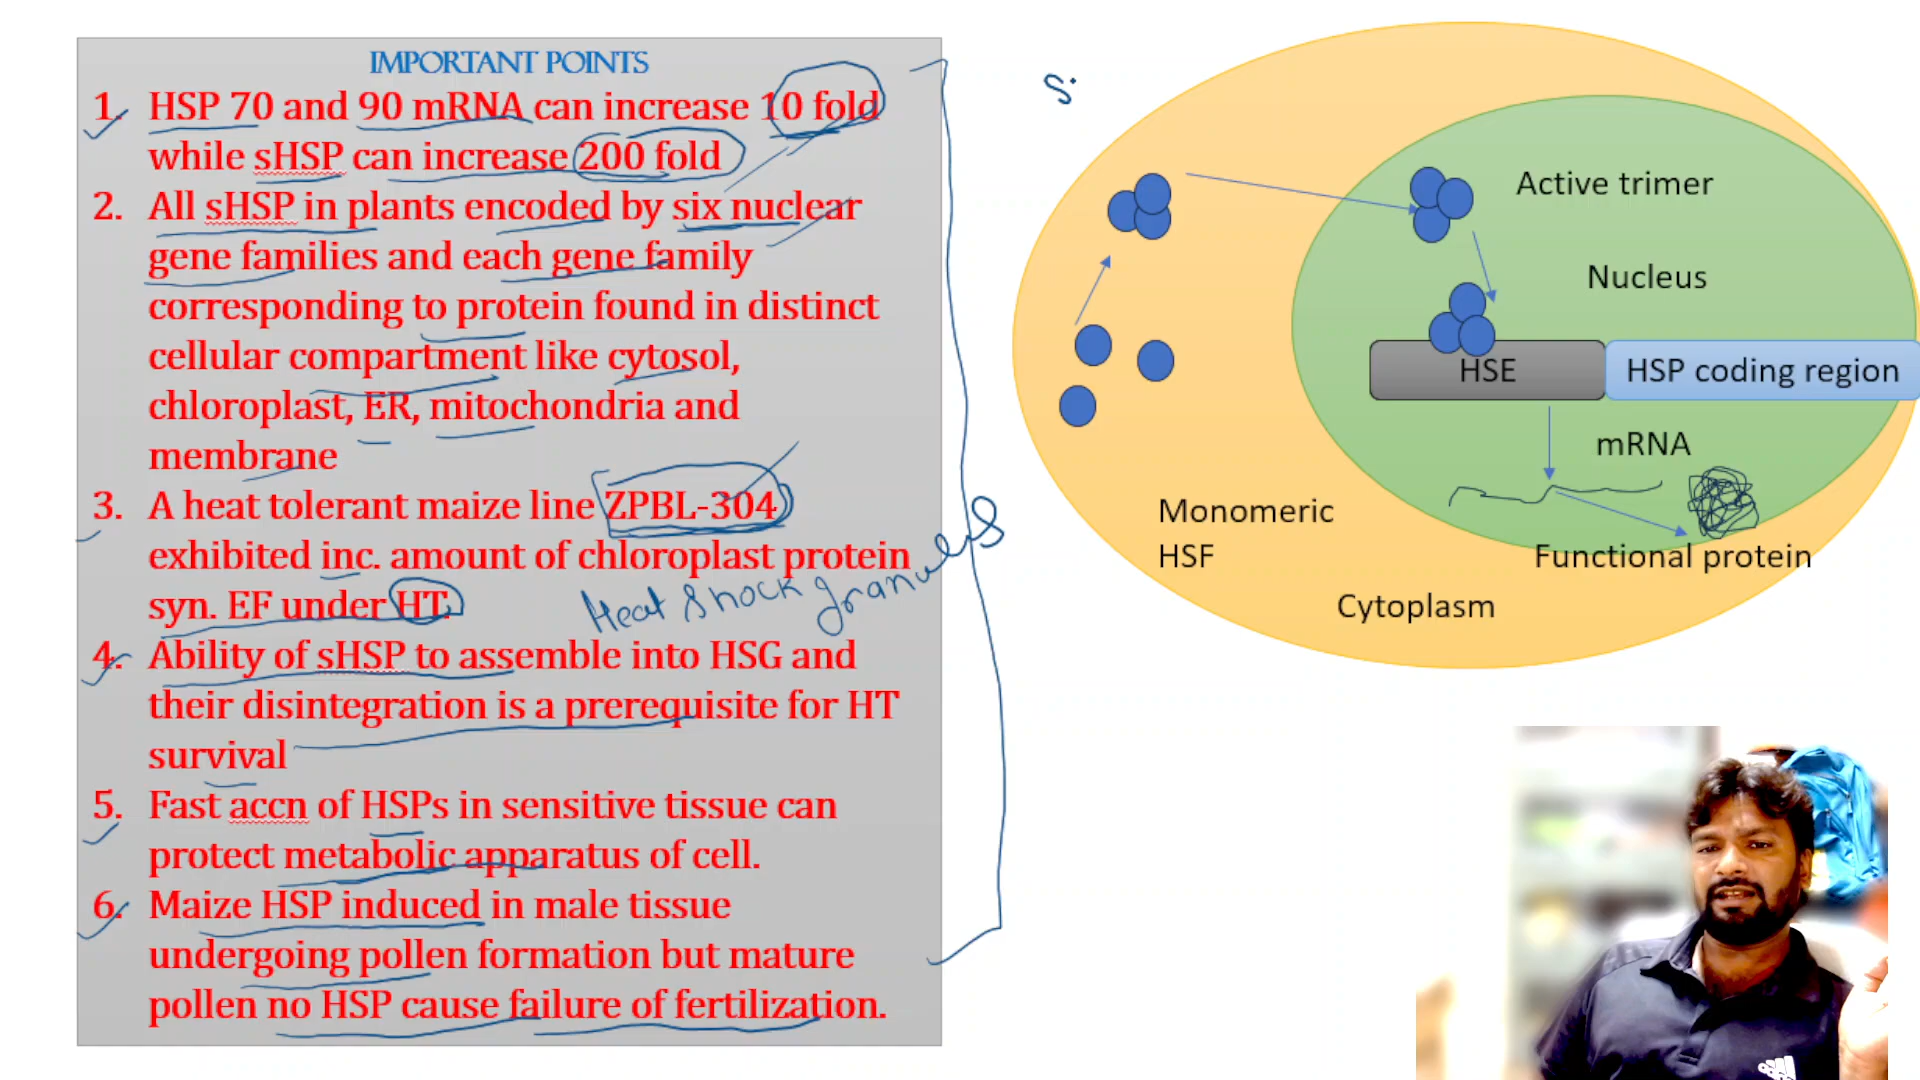 IMPORTANT POINTS
1. HSP 70 and 90 mRNA can increase 10 fold
while sHSP can increase 200 fold
2. All sHSP in plants encoded by six nuclear
gene families and each gene family
corresponding to protein found in distinct
cellular compartment like cytosol,
chloroplast, ER, mitochondria and
membrane
3. A heat tolerant maize line ZPBL-304
exhibited inc. amount of chloroplast protein
syn. EF under HT.
Heat shock granules
4. Ability of sHSP to assemble into HSG and
their disintegration is a prerequisite for HT
survival
5. Fast accn of HSPs in sensitive tissue can
protect metabolic apparatus of cell.
6. Maize HSP induced in male tissue
undergoing pollen formation but mature
pollen no HSP cause failure of fertilization.
Active trimer
Nucleus
HSE
HSP coding region
mRNA
Monomeric
HSF
Functional protein
Cytoplasm